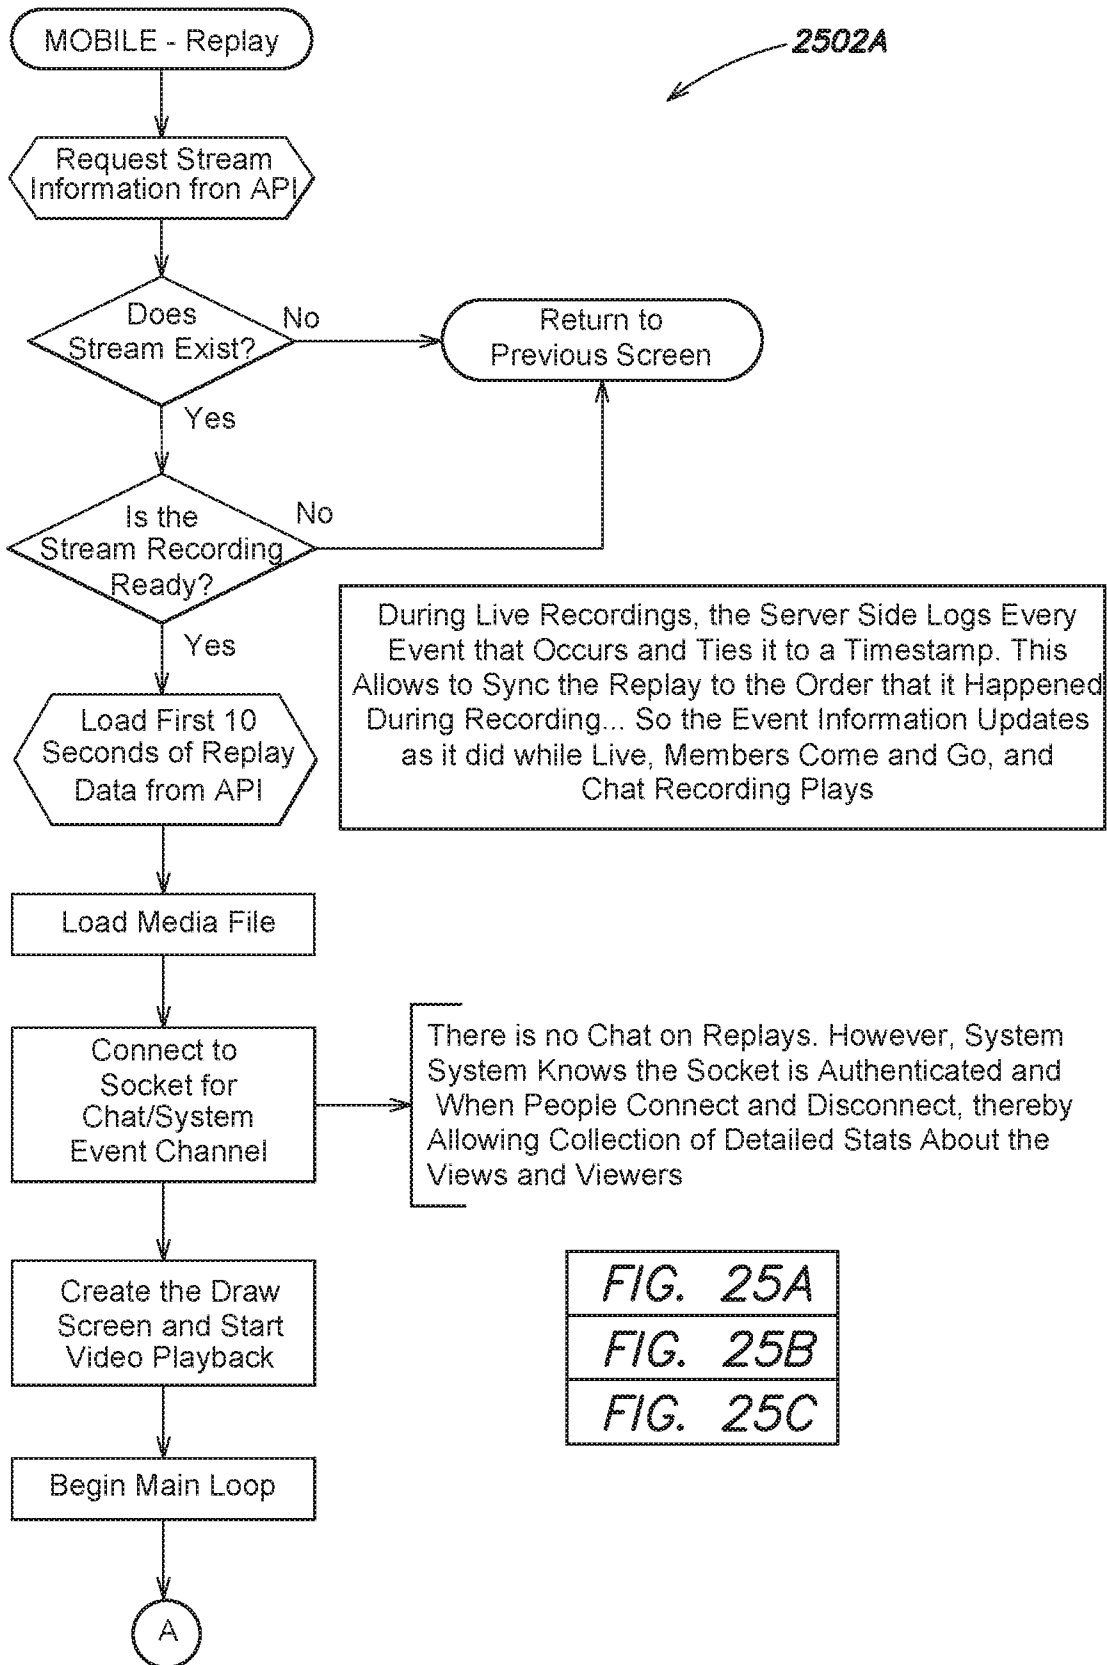 MOBILE - Replay
2502A
Request Stream
Information fron API
Does
Stream Exist?
No
Return to
Previous Screen
Yes
Is the
Stream Recording
Ready?
No
Yes
During Live Recordings, the Server Side Logs Every
Event that Occurs and Ties it to a Timestamp. This
Allows to Sync the Replay to the Order that it Happened
During Recording... So the Event Information Updates
as it did while Live, Members Come and Go, and
Chat Recording Plays
Load First 10
Seconds of Replay
Data from API
Load Media File
Connect to
Socket for
Chat/System
Event Channel
There is no Chat on Replays. However, System
System Knows the Socket is Authenticated and
When People Connect and Disconnect, thereby
Allowing Collection of Detailed Stats About the
Views and Viewers
Create the Draw
Screen and Start
Video Playback
FIG. 25A
FIG. 25B
FIG. 25C
Begin Main Loop
A